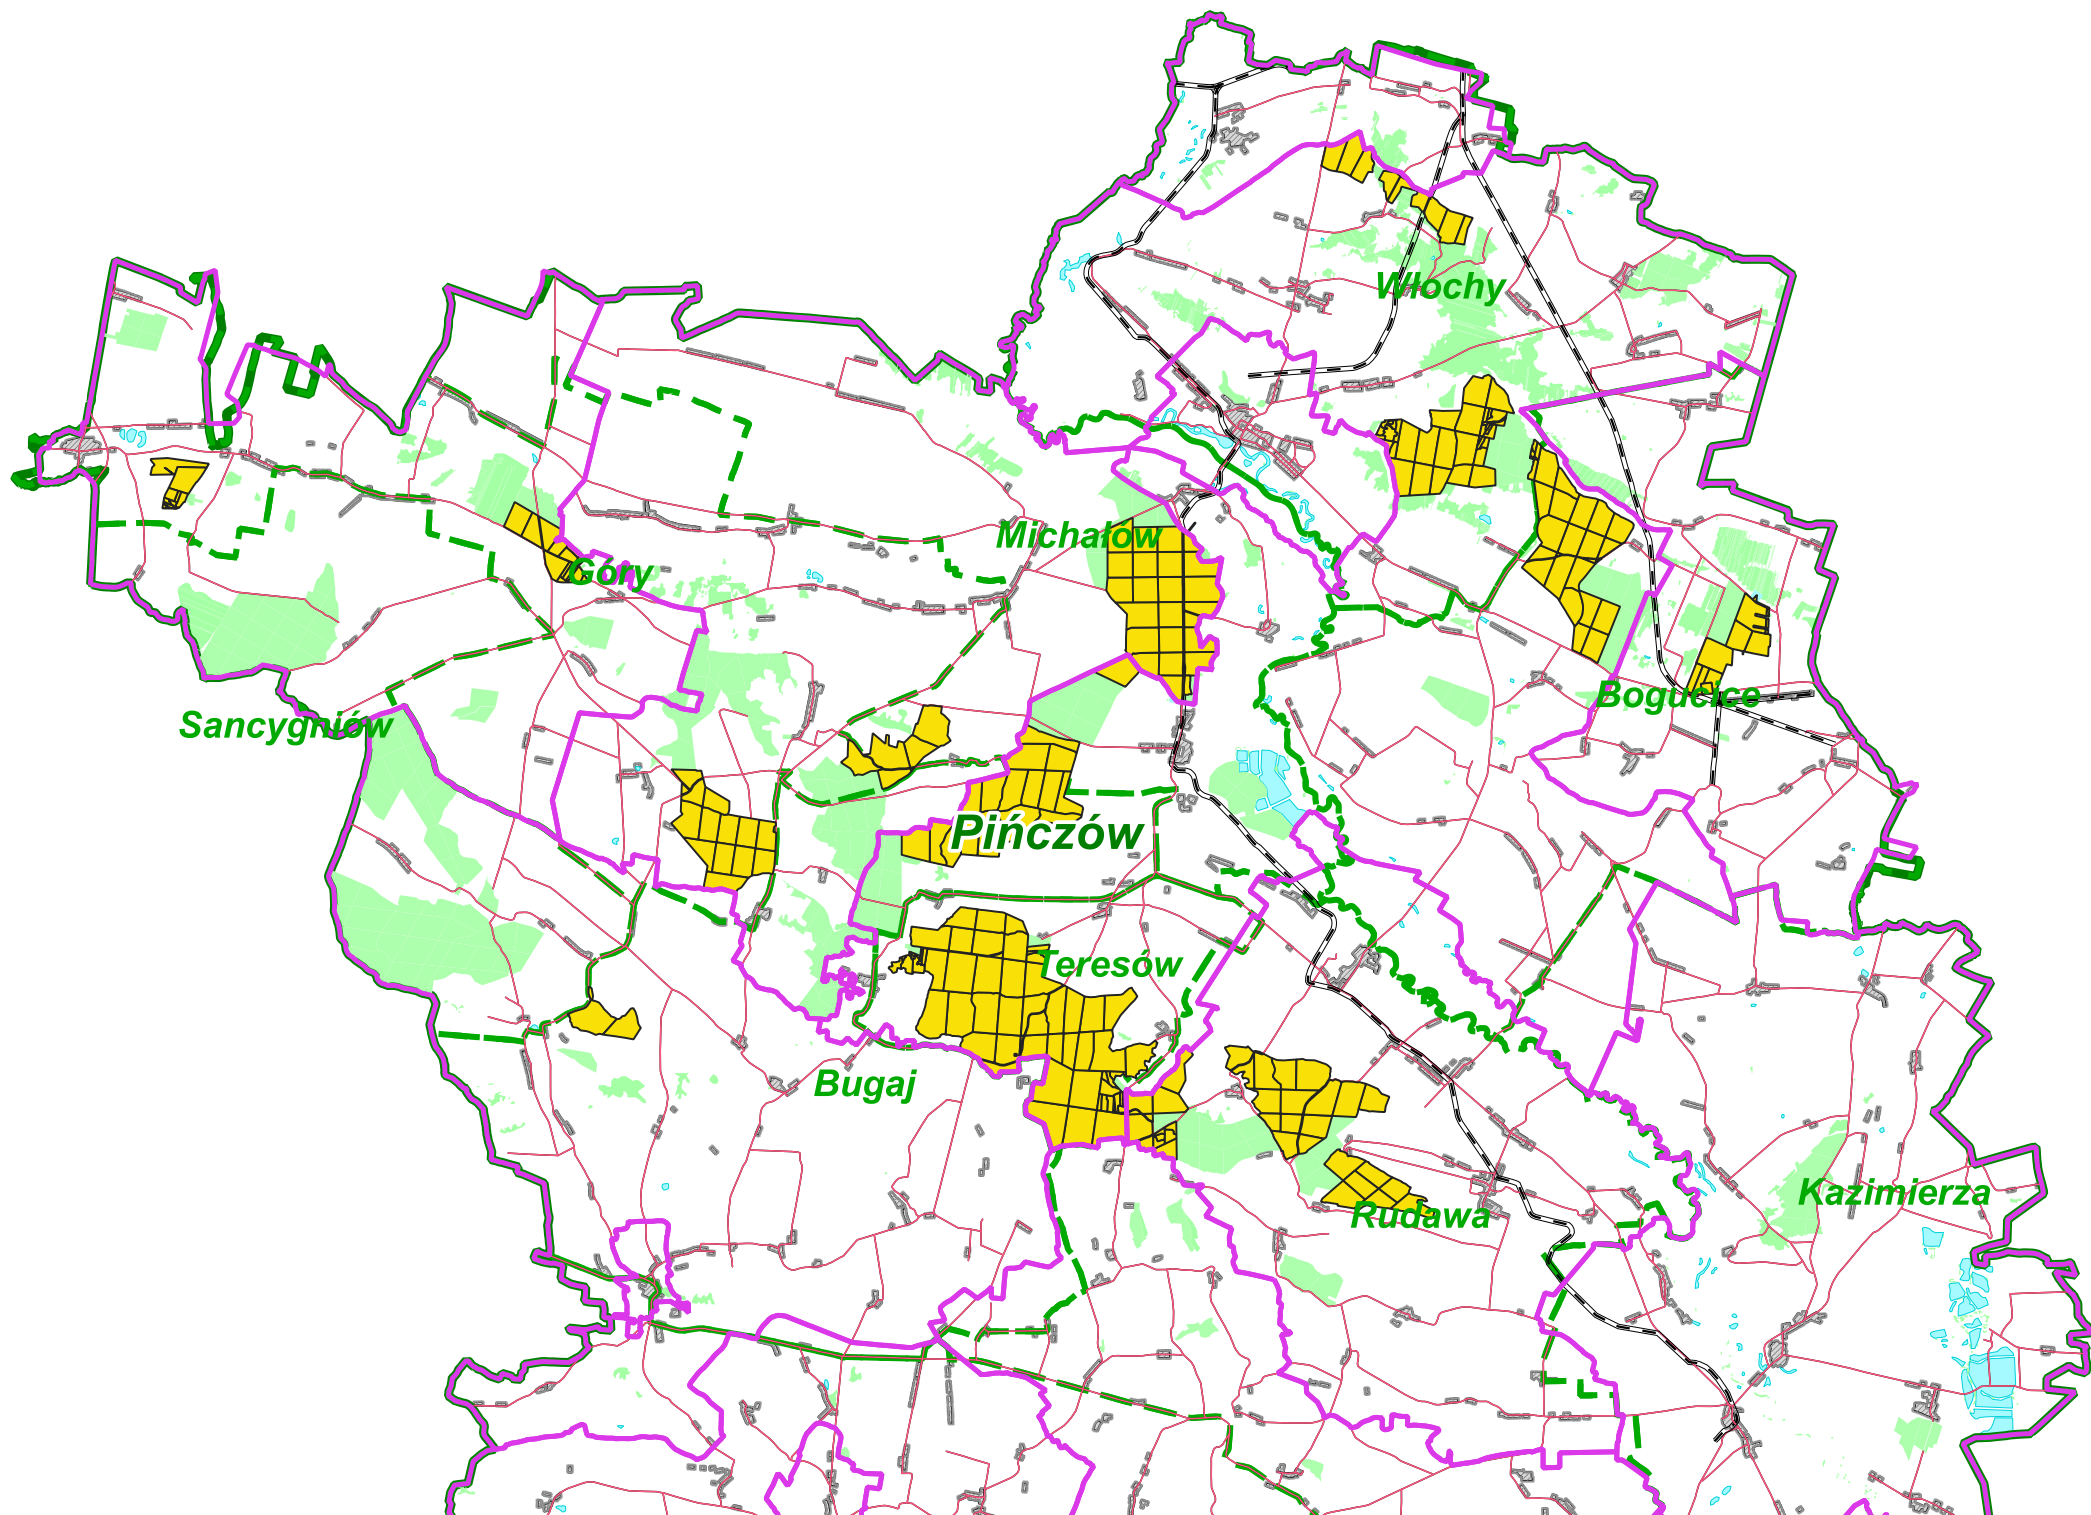 Włochy
Michałów
Góry
Bogucice
Sancygniów
Pińczów
Teresów
Bugaj
Kazimierza
Rudawa